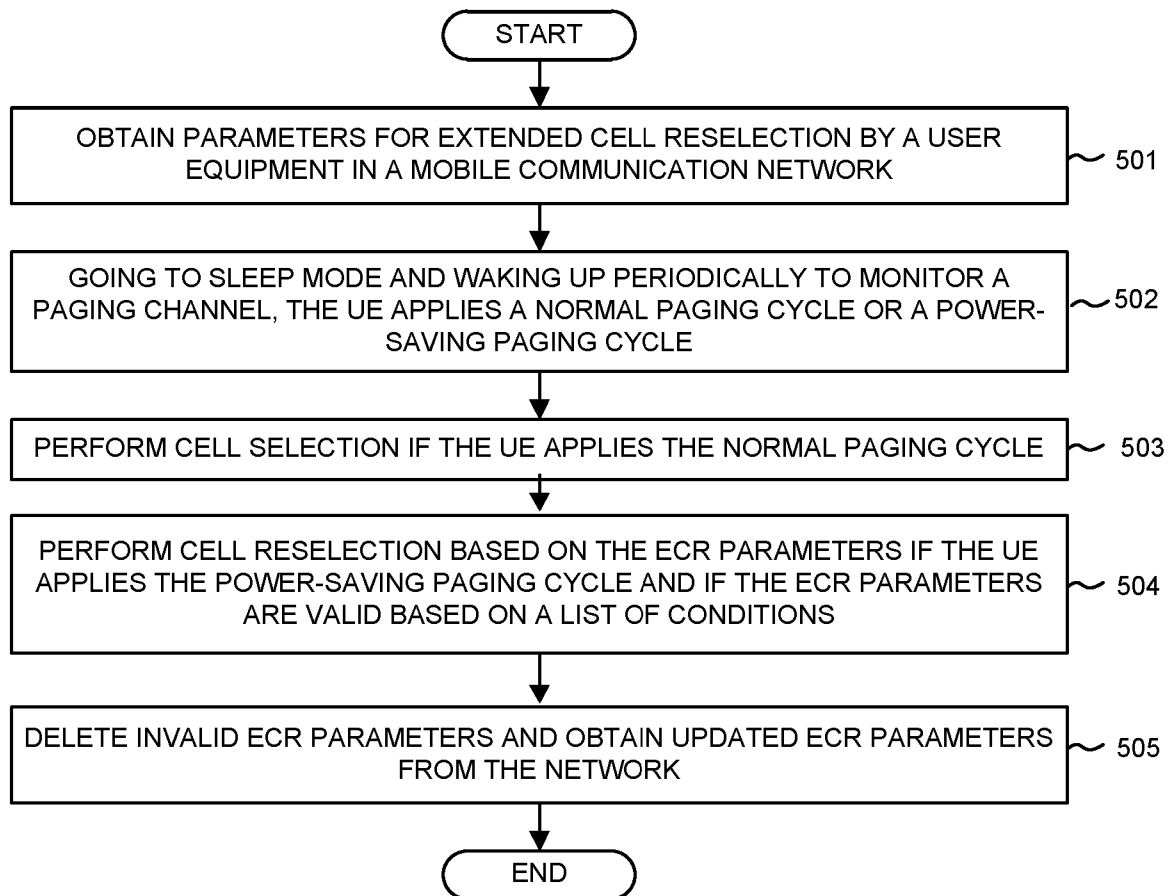 START
OBTAIN PARAMETERS FOR EXTENDED CELL RESELECTION BY A USER
EQUIPMENT IN A MOBILE COMMUNICATION NETWORK
501
GOING TO SLEEP MODE AND WAKING UP PERIODICALLY TO MONITOR A
PAGING CHANNEL, THE UE APPLIES A NORMAL PAGING CYCLE OR A POWER-
SAVING PAGING CYCLE
502
PERFORM CELL SELECTION IF THE UE APPLIES THE NORMAL PAGING CYCLE
503
PERFORM CELL RESELECTION BASED ON THE ECR PARAMETERS IF THE UE
APPLIES THE POWER-SAVING PAGING CYCLE AND IF THE ECR PARAMETERS
ARE VALID BASED ON A LIST OF CONDITIONS
504
DELETE INVALID ECR PARAMETERS AND OBTAIN UPDATED ECR PARAMETERS
FROM THE NETWORK
505
END